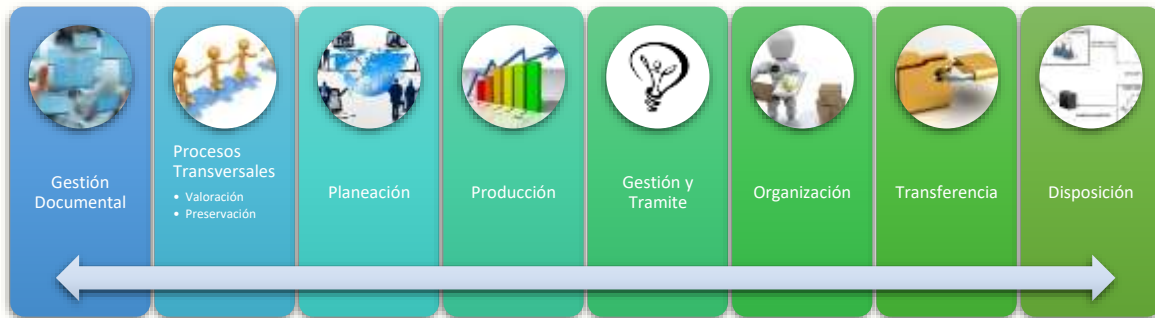 Gestión
Documental
Procesos
Transversales
• Valoración
• Preservación
Planeación
Producción
Gestión y
Tramite
Organización
Transferencia
Disposición